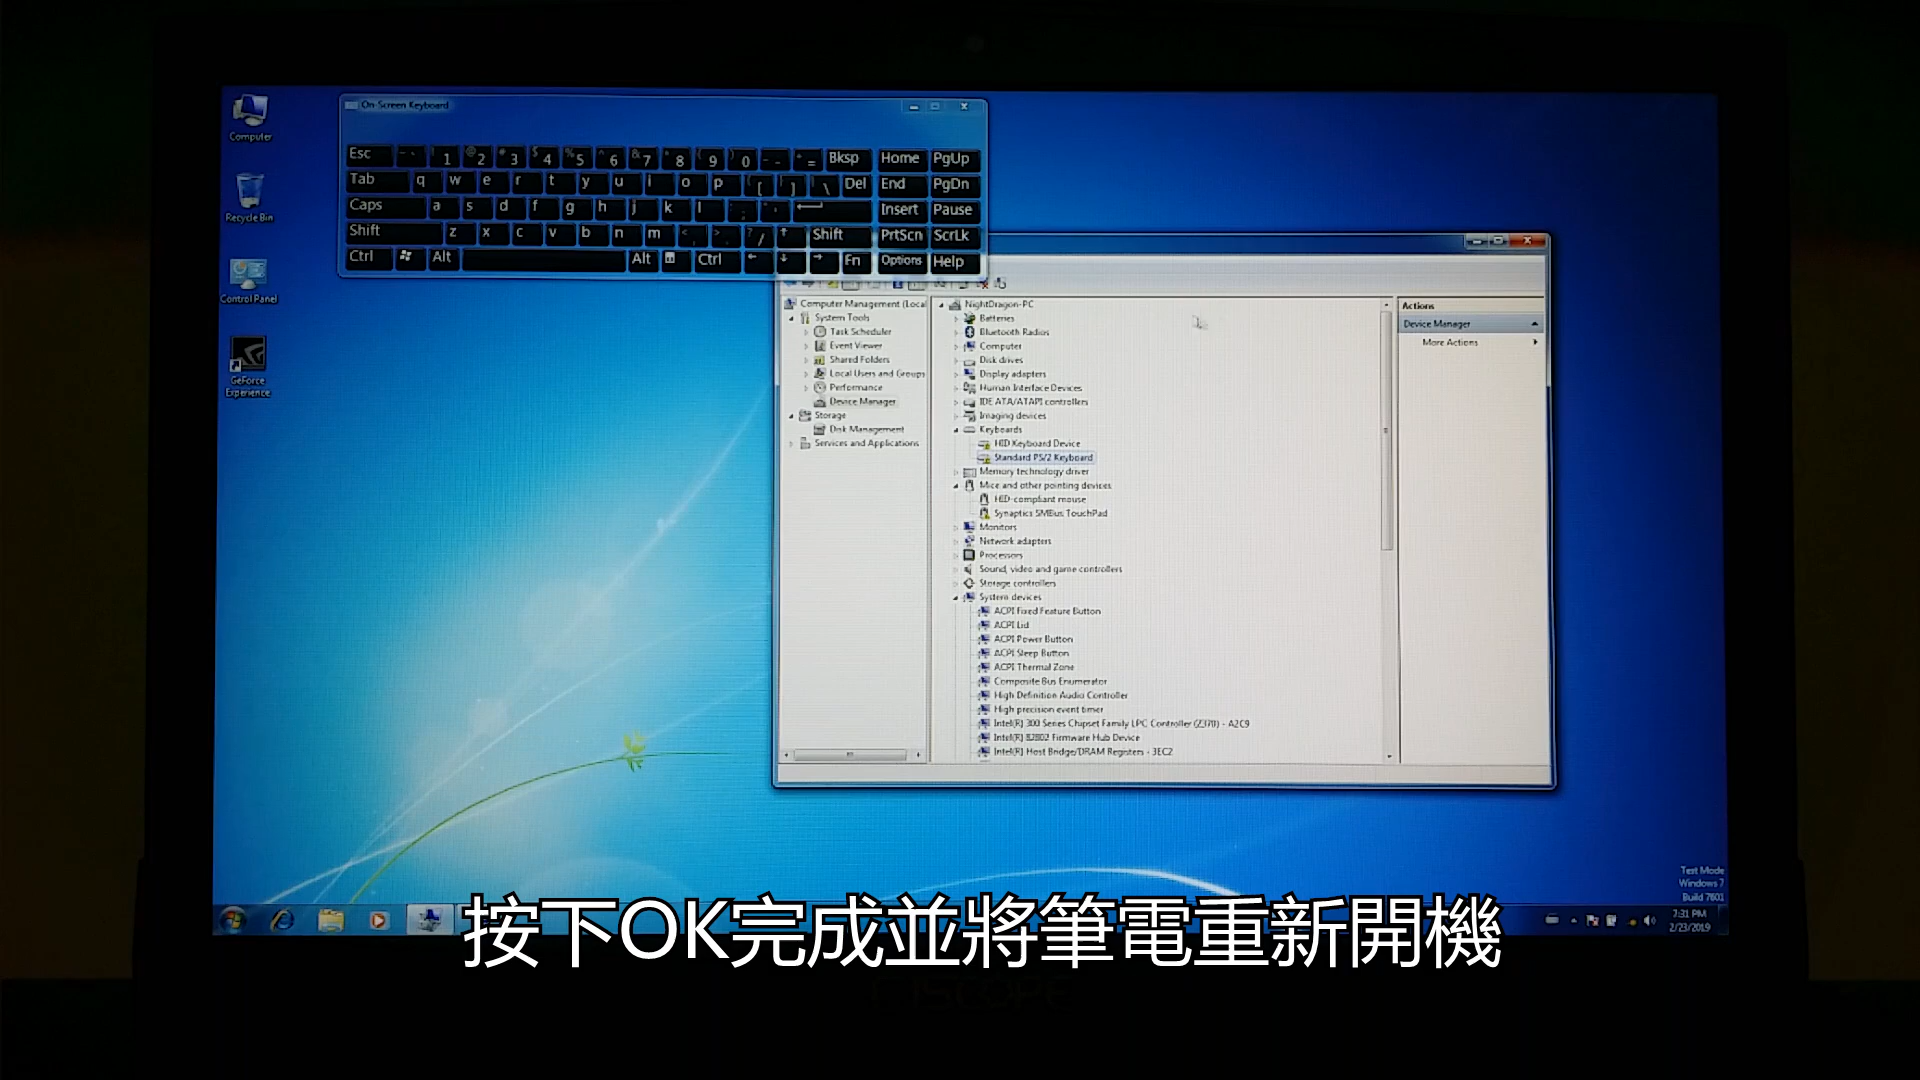 Computer
Recycle Bin
Control Panel
GeForce
Experience
On-Screen Keyboard
Esc 1 2 3 4 5 6 7 8 9 0 - = Bksp Home PgUp
Tab q w e r t y u i o p [ ] \ Del End PgDn
Caps a s d f g h j k l ; ' Insert Pause
Shift z x c v b n m , . / Shift PrtScn ScrLk
Ctrl Alt Alt Ctrl Fn Options Help
Computer Management (Local
System Tools
Task Scheduler
Event Viewer
Shared Folders
Local Users and Groups
Performance
Device Manager
Storage
Disk Management
Services and Applications
NightDragon-PC
Batteries
Bluetooth Radios
Computer
Disk drives
Display adapters
Human Interface Devices
IDE ATA/ATAPI controllers
Imaging devices
Keyboards
HID Keyboard Device
Standard PS/2 Keyboard
Memory technology driver
Mice and other pointing devices
HID-compliant mouse
Synaptics SMBus TouchPad
Monitors
Network adapters
Processors
Sound, video and game controllers
Storage controllers
System devices
ACPI Fixed Feature Button
ACPI Lid
ACPI Power Button
ACPI Sleep Button
ACPI Thermal Zone
Composite Bus Enumerator
High Definition Audio Controller
High precision event timer
Intel(R) 300 Series Chipset Family LPC Controller (Z370) - A2C9
Intel(R) 82802 Firmware Hub Device
Intel(R) Host Bridge/DRAM Registers - 3EC2
Actions
Device Manager
More Actions
Test Mode
Windows 7
Build 7601
7:31 PM
2/23/2019
按下OK完成並將筆電重新開機